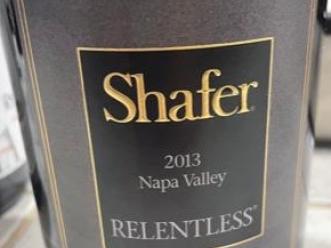 Shafer
2013
Napa Valley
RELENTLESS®